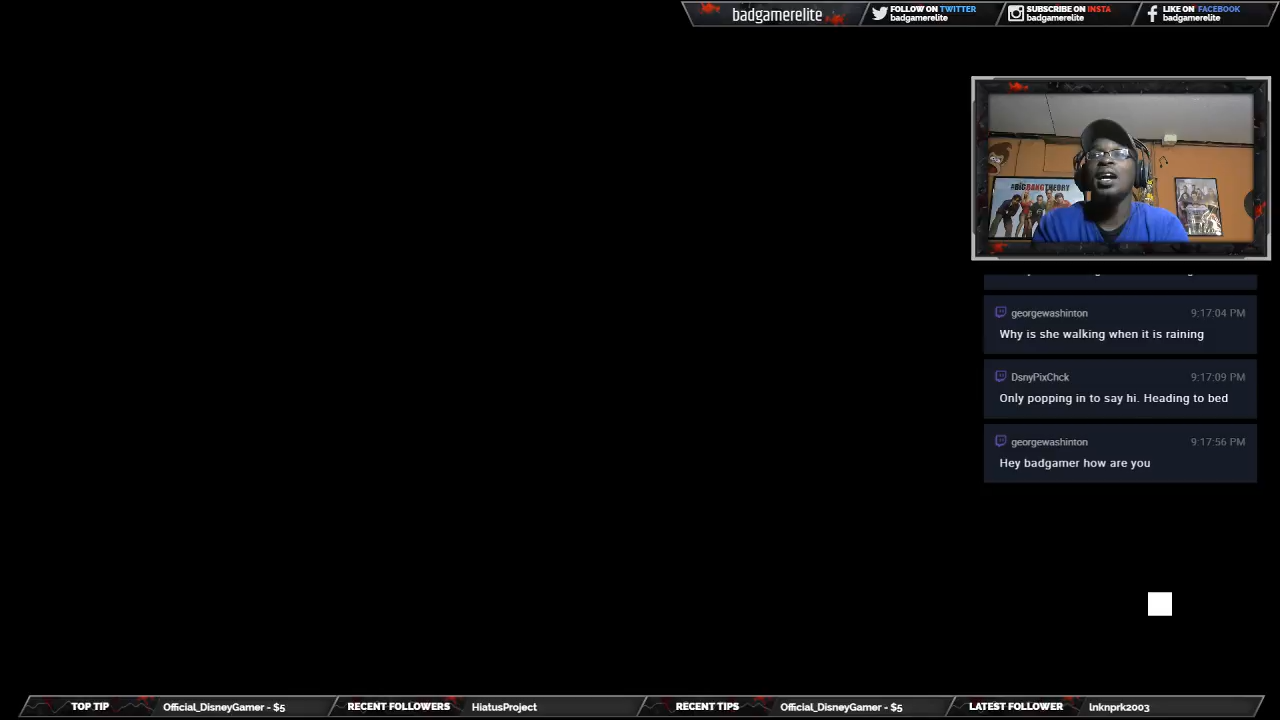 badgamerelite
FOLLOW ON TWITTER
badgamerelite
SUBSCRIBE ON INSTA
badgamerelite
LIKE ON FACEBOOK
badgamerelite
#BIGBANGTHEORY
georgewashinton 9:17:04 PM
Why is she walking when it is raining
DsnyPixChck 9:17:09 PM
Only popping in to say hi. Heading to bed
georgewashinton 9:17:56 PM
Hey badgamer how are you
TOP TIP Official_DisneyGamer - $5 RECENT FOLLOWERS HiatusProject RECENT TIPS Official_DisneyGamer - $5 LATEST FOLLOWER lnknprk2003